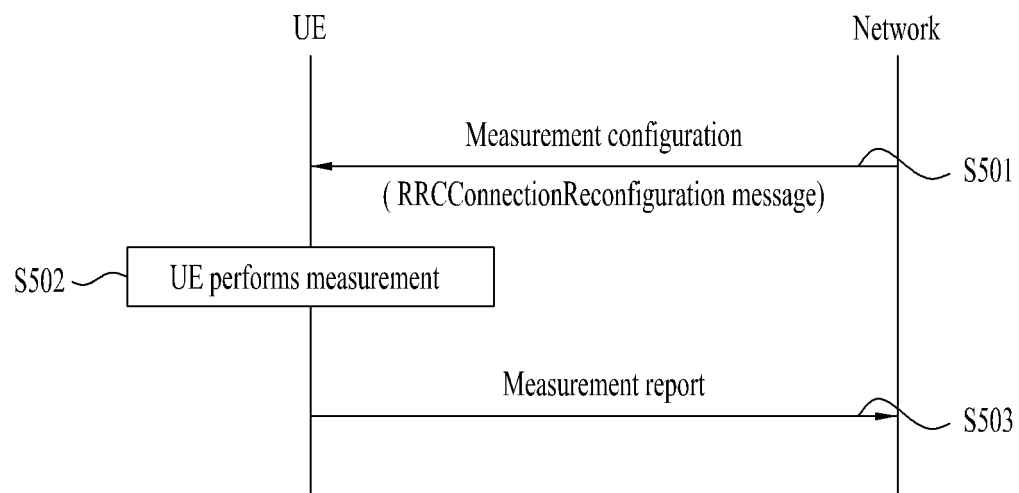 UE
Network
Measurement configuration
S501
( RRCConnectionReconfiguration message)
S502
UE performs measurement
Measurement report
S503